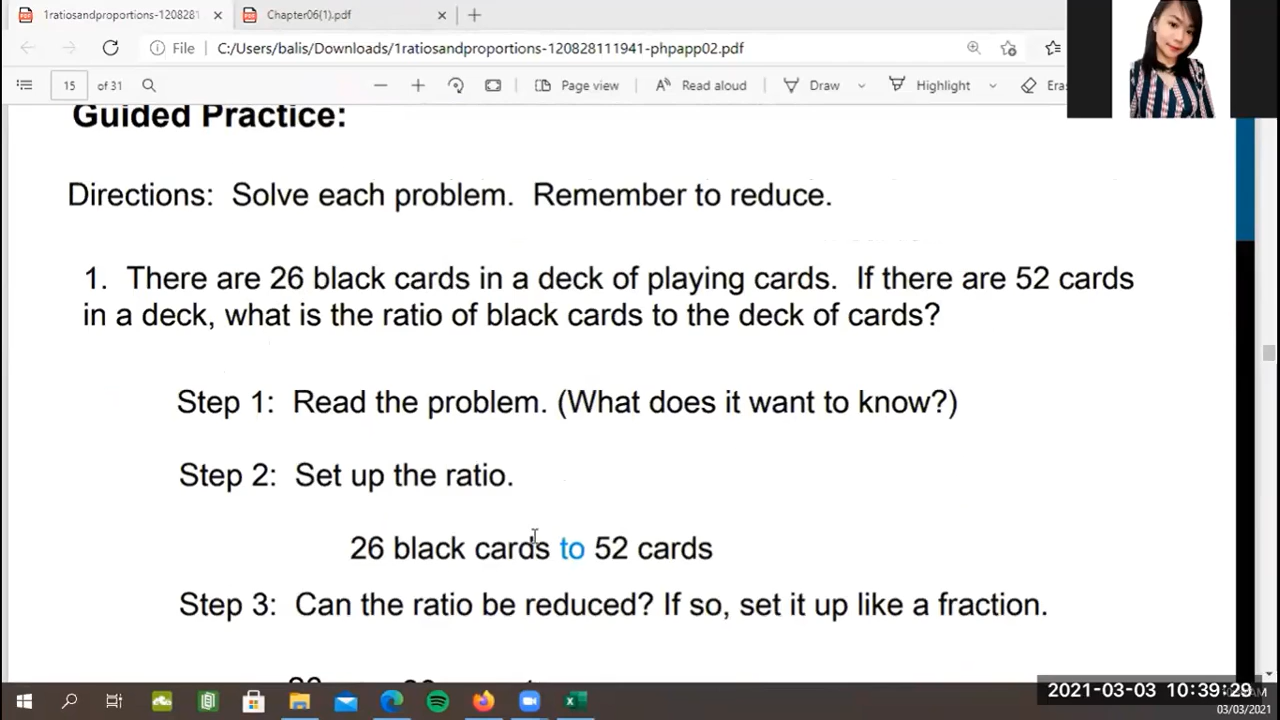 1ratiosandproportions-1208281
Chapter06(1).pdf
File
C:/Users/balis/Downloads/1ratiosandproportions-120828111941-phpapp02.pdf
15 of 31
Page view
Read aloud
Draw
Highlight
Eras
Guided Practice:
Directions: Solve each problem. Remember to reduce.
1. There are 26 black cards in a deck of playing cards. If there are 52 cards
in a deck, what is the ratio of black cards to the deck of cards?
Step 1: Read the problem. (What does it want to know?)
Step 2: Set up the ratio.
26 black cards to 52 cards
Step 3: Can the ratio be reduced? If so, set it up like a fraction.
2021-03-03 10:39:29
03/03/2021